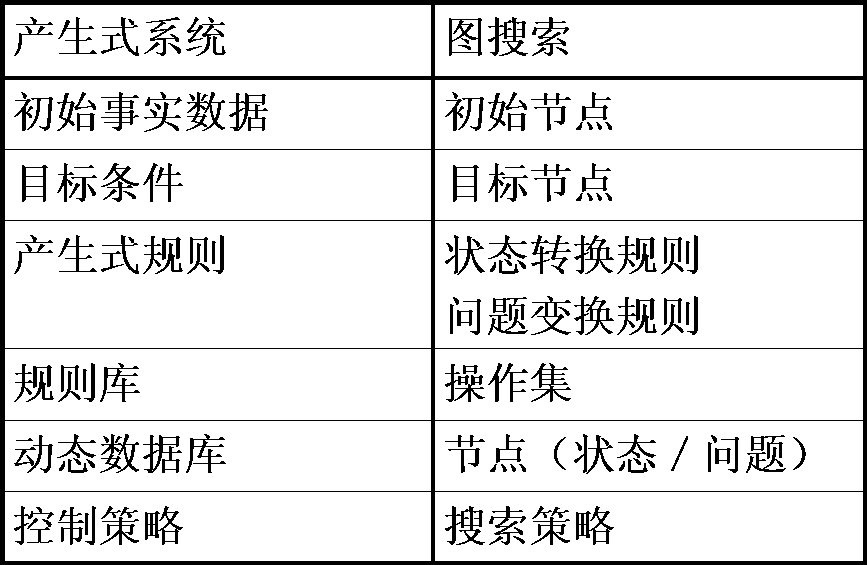 产生式系统 图搜索
初始事实数据 初始节点
目标条件 目标节点
产生式规则 状态转换规则
问题变换规则
规则库 操作集
动态数据库 节点（状态／问题）
控制策略 搜索策略